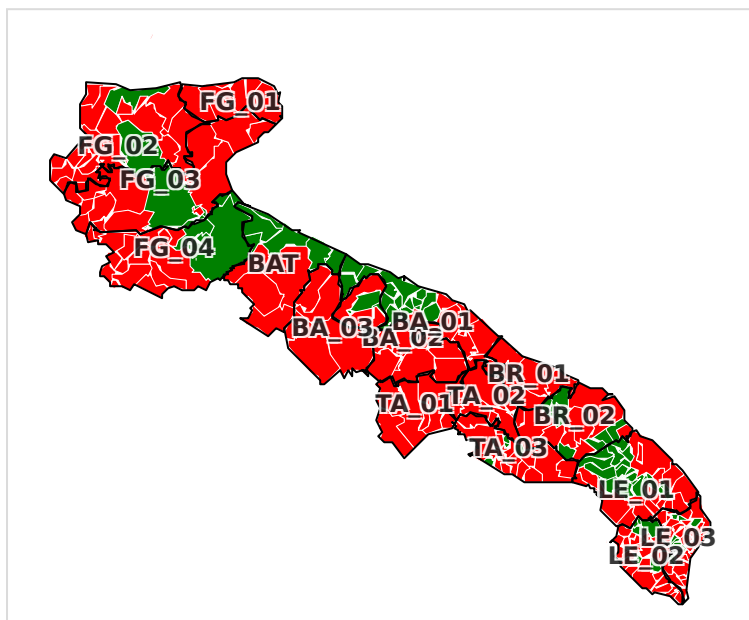 FG_01
FG_02
FG_03
FG_04
BAT
BA_01
BA_03
BA_02
BR_01
TA_02
TA_01
BR_02
TA_03
LE_01
LE_03
LE_02